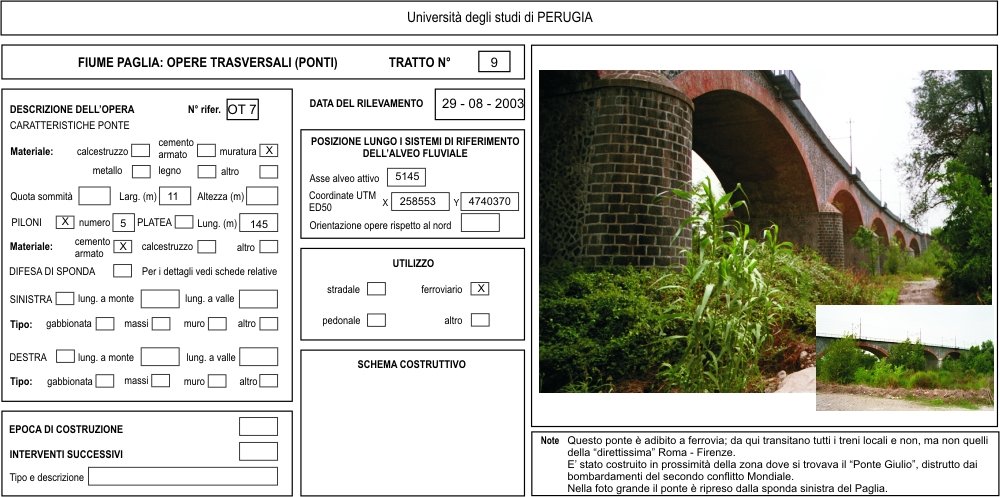 Università degli studi di PERUGIA
FIUME PAGLIA: OPERE TRASVERSALI (PONTI) TRATTO N° 9
DESCRIZIONE DELL'OPERA N° rifer. OT 7
CARATTERISTICHE PONTE
Materiale: calcestruzzo cemento armato muratura X
metallo legno altro
Quota sommità Larg. (m) 11 Altezza (m)
PILONI X numero 5 PLATEA Lung. (m) 145
Materiale: cemento armato X calcestruzzo altro
DIFESA DI SPONDA Per i dettagli vedi schede relative
SINISTRA lung. a monte lung. a valle
Tipo: gabbionata massi muro altro
DESTRA lung. a monte lung. a valle
Tipo: gabbionata massi muro altro
EPOCA DI COSTRUZIONE
INTERVENTI SUCCESSIVI
Tipo e descrizione
DATA DEL RILEVAMENTO 29 - 08 - 2003
POSIZIONE LUNGO I SISTEMI DI RIFERIMENTO
DELL'ALVEO FLUVIALE
Asse alveo attivo 5145
Coordinate UTM ED50 X 258553 Y 4740370
Orientazione opere rispetto al nord
UTILIZZO
stradale ferroviario X
pedonale altro
SCHEMA COSTRUTTIVO
Note Questo ponte è adibito a ferrovia; da qui transitano tutti i treni locali e non, ma non quelli
della "direttissima" Roma - Firenze.
E' stato costruito in prossimità della zona dove si trovava il "Ponte Giulio", distrutto dai
bombardamenti del secondo conflitto Mondiale.
Nella foto grande il ponte è ripreso dalla sponda sinistra del Paglia.